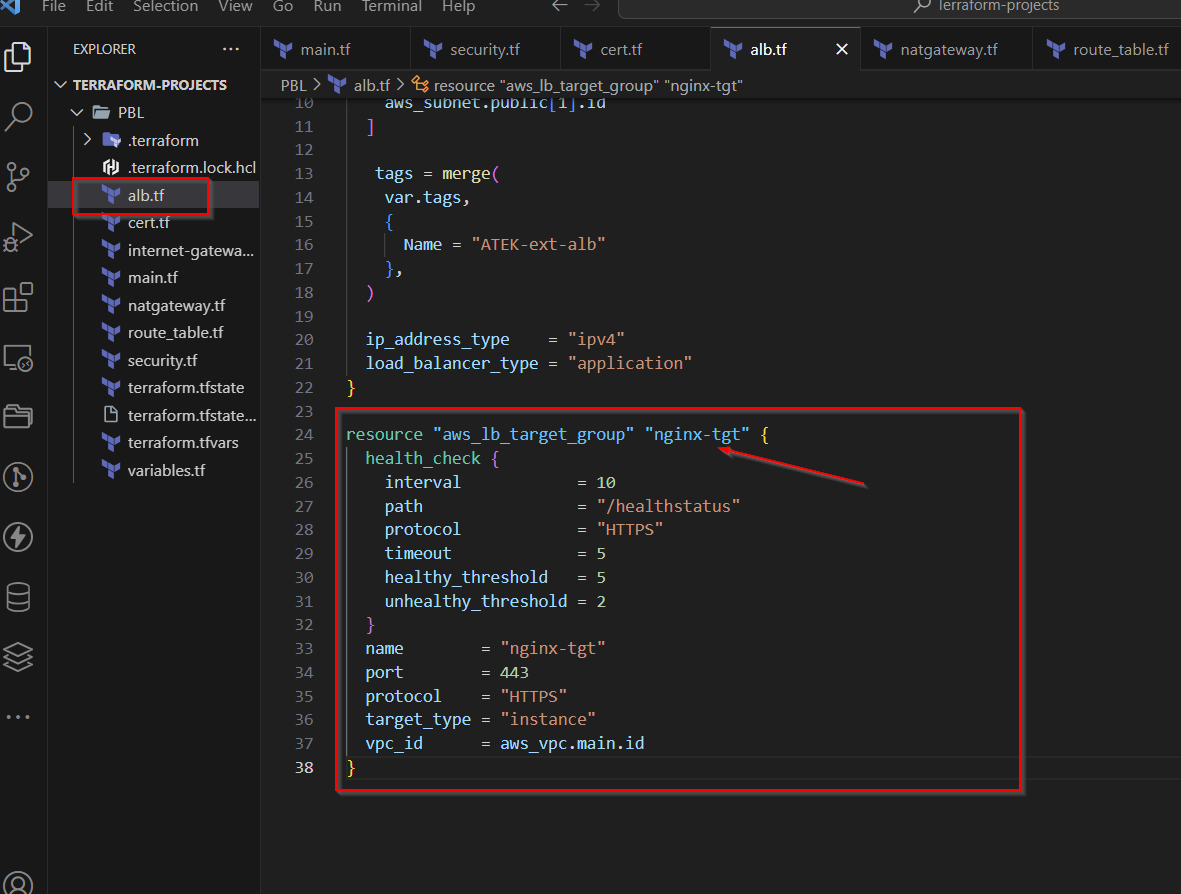 File Edit Selection View Go Run Terminal Help
Terraform-projects
EXPLORER
main.tf security.tf cert.tf alb.tf natgateway.tf route_table.tf
TERRAFORM-PROJECTS
PBL
.terraform
.terraform.lock.hcl
alb.tf
cert.tf
internet-gatewa...
main.tf
natgateway.tf
route_table.tf
security.tf
terraform.tfstate
terraform.tfstate...
terraform.tfvars
variables.tf
PBL > alb.tf > resource "aws_lb_target_group" "nginx-tgt"
10 aws_subnet.public[1].id
11 ]
12
13 tags = merge(
14 var.tags,
15 {
16 Name = "ATEK-ext-alb"
17 },
18 )
19
20 ip_address_type = "ipv4"
21 load_balancer_type = "application"
22 }
23
24 resource "aws_lb_target_group" "nginx-tgt" {
25 health_check {
26 interval = 10
27 path = "/healthstatus"
28 protocol = "HTTPS"
29 timeout = 5
30 healthy_threshold = 5
31 unhealthy_threshold = 2
32 }
33 name = "nginx-tgt"
34 port = 443
35 protocol = "HTTPS"
36 target_type = "instance"
37 vpc_id = aws_vpc.main.id
38 }